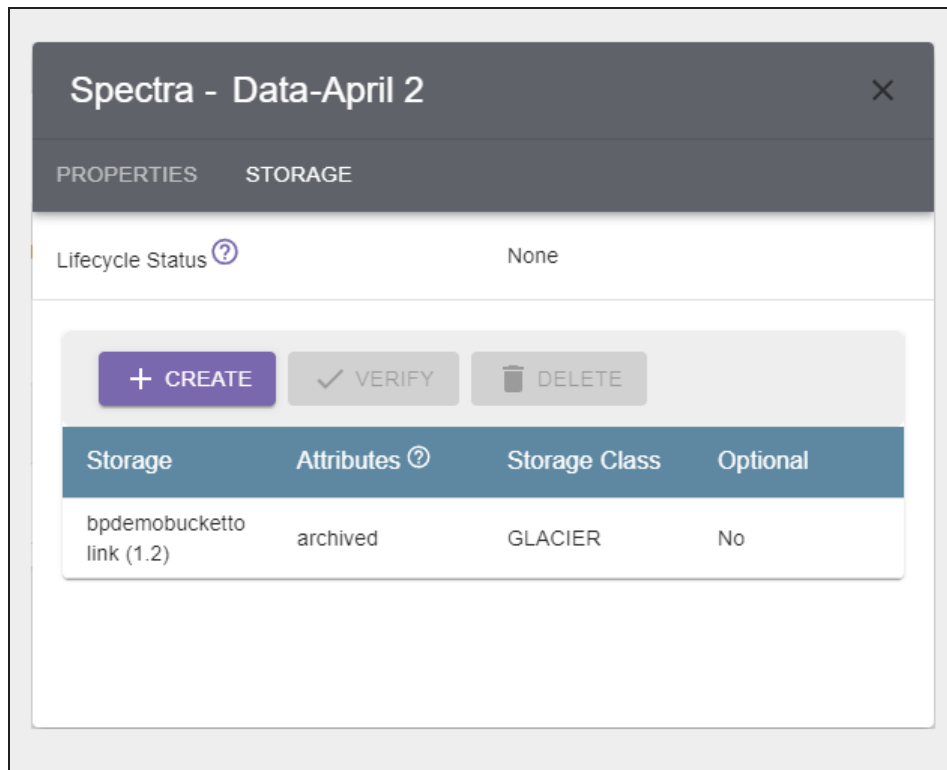 Spectra - Data-April 2
PROPERTIES STORAGE
Lifecycle Status None
CREATE VERIFY DELETE
Storage Attributes Storage Class Optional
bpdemobucketto
link (1.2) archived GLACIER No